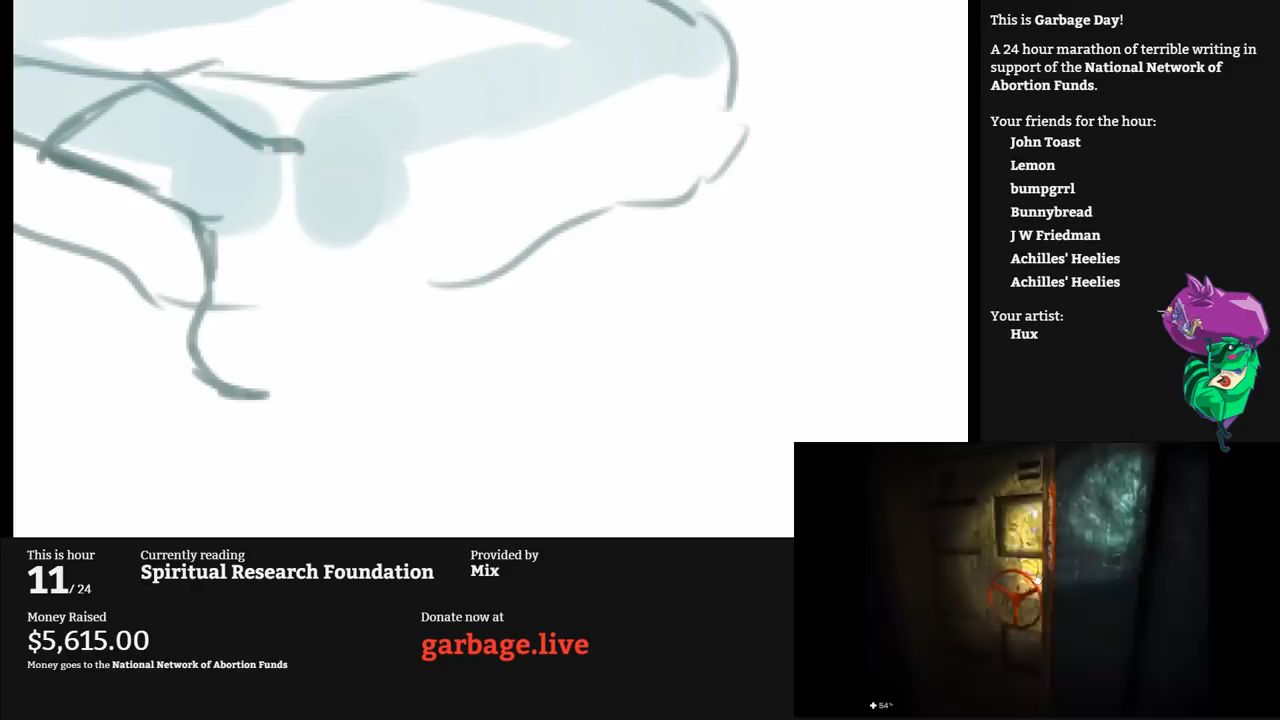 This is Garbage Day!
A 24 hour marathon of terrible writing in
support of the National Network of
Abortion Funds.
Your friends for the hour:
John Toast
Lemon
bumpgrrl
Bunnybread
J W Friedman
Achilles' Heelies
Achilles' Heelies
Your artist:
Hux
This is hour
11/ 24
Currently reading
Spiritual Research Foundation
Provided by
Mix
Money Raised
$5,615.00
Money goes to the National Network of Abortion Funds
Donate now at
garbage.live
54%